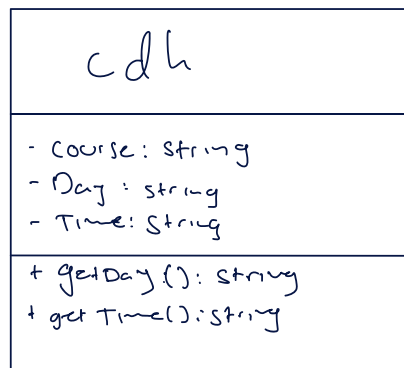 cdh
- Course: String
- Day : string
- Time: String
+ getDay(): String
+ get Time(): String